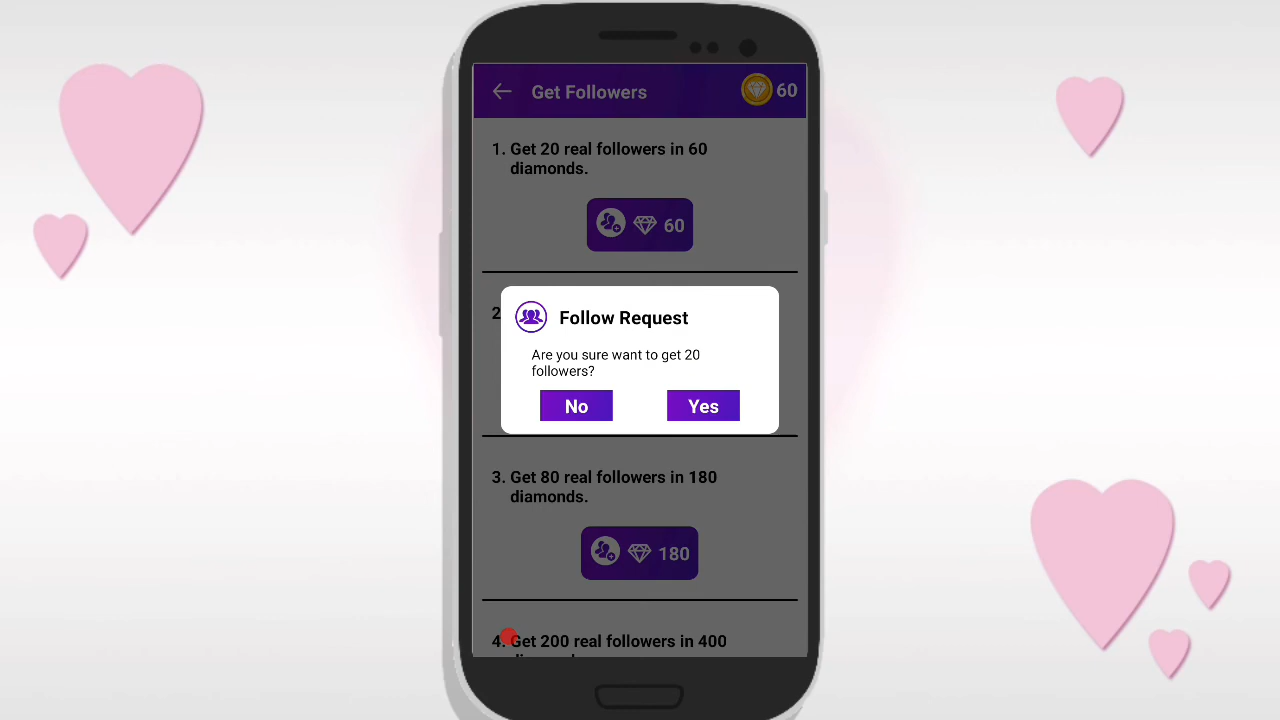 Get Followers
60
1. Get 20 real followers in 60
diamonds.
60
2
Follow Request
Are you sure want to get 20
followers?
No
Yes
3. Get 80 real followers in 180
diamonds.
180
4. Get 200 real followers in 400